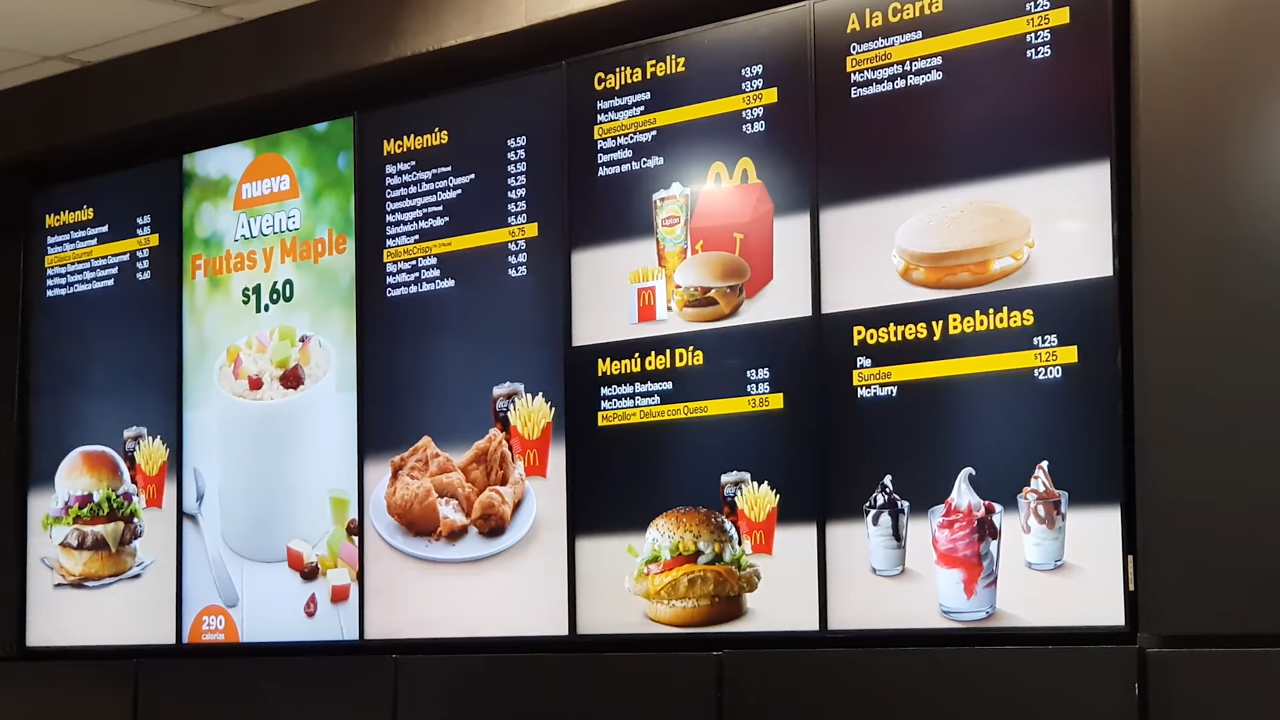 McMenús
Barbacoa Tocino Gourmet $6.85
Tocino Dijon Gourmet $6.85
La Clásica Gourmet $6.35
McWrap Barbacoa Tocino Gourmet $6.10
McWrap Tocino Dijon Gourmet $6.10
McWrap La Clásica Gourmet $5.60
nueva
Avena
Frutas y Maple
$1.60
290
calorías
McMenús
Big Mac™ $5.50
Pollo McCrispy™ $5.75
Cuarto de Libra con Queso $5.50
Quesoburguesa Doble $5.25
McNuggets $4.99
Sándwich McPollo™ $5.25
McNífica $5.60
Pollo McCrispy™ $6.75
Big Mac™ Doble $6.75
McNífica Doble $6.40
Cuarto de Libra Doble $6.25
Cajita Feliz
Hamburguesa $3.99
McNuggets $3.99
Quesoburguesa $3.99
Pollo McCrispy $3.99
Derretido $3.80
Ahora en tu Cajita
Lipton
Menú del Día
McDoble Barbacoa $3.85
McDoble Ranch $3.85
McPollo Deluxe con Queso $3.85
A la Carta
Quesoburguesa $1.25
Derretido $1.25
McNuggets 4 piezas $1.25
Ensalada de Repollo $1.25
Postres y Bebidas
Pie $1.25
Sundae $1.25
McFlurry $2.00